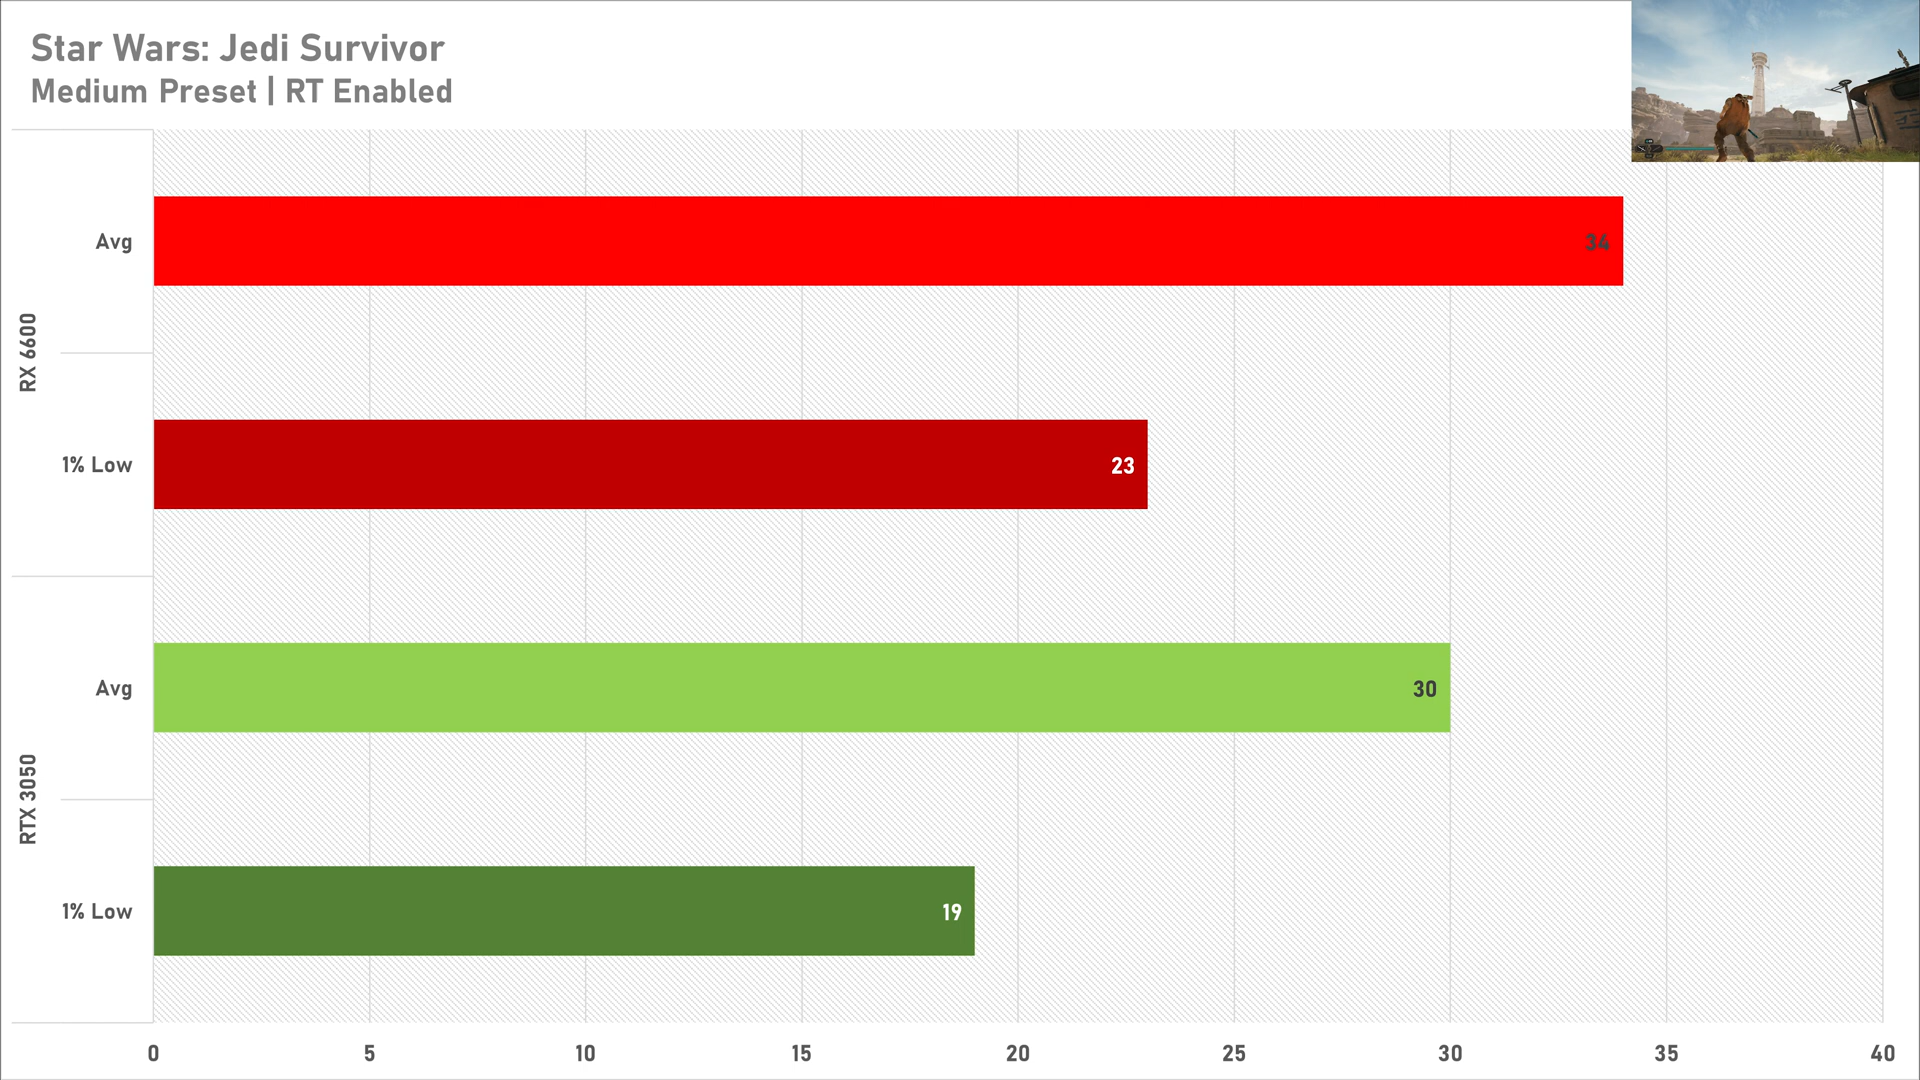 Star Wars: Jedi Survivor
Medium Preset | RT Enabled
RX 6600
Avg
34
1% Low
23
RTX 3050
Avg
30
1% Low
19
0 5 10 15 20 25 30 35 40